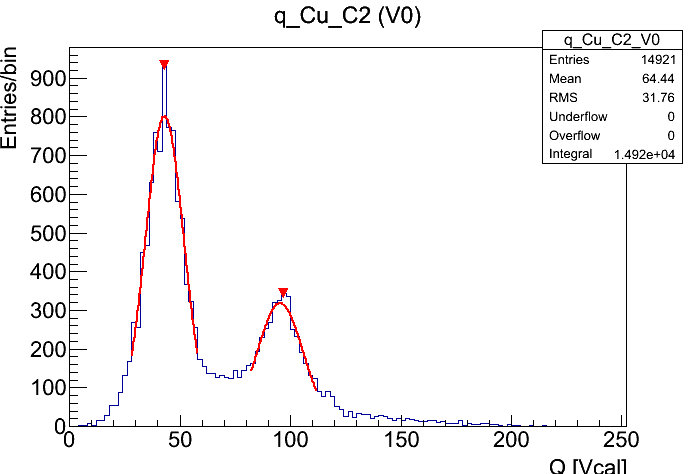 q_Cu_C2 (V0)
q_Cu_C2_V0
Entries 14921
Mean 64.44
RMS 31.76
Underflow 0
Overflow 0
Integral 1.492e+04
Entries/bin
900
800
700
600
500
400
300
200
100
0
0 50 100 150 200 250
Q [Vcal]